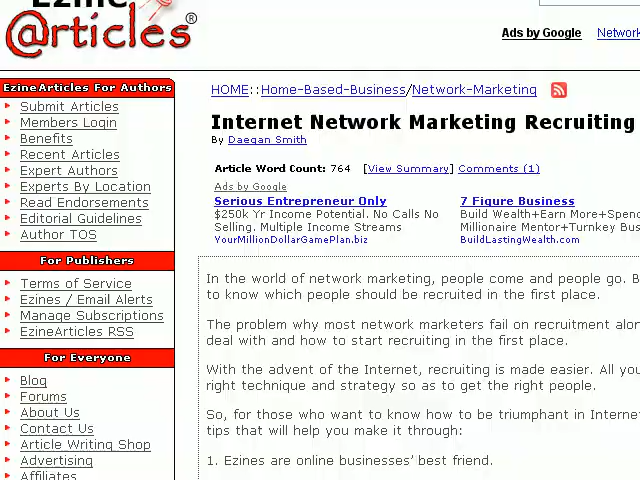 Ezine
@rticles®
Ads by Google Network
EzineArticles For Authors
Submit Articles
Members Login
Benefits
Recent Articles
Expert Authors
Experts By Location
Read Endorsements
Editorial Guidelines
Author TOS
For Publishers
Terms of Service
Ezines / Email Alerts
Manage Subscriptions
EzineArticles RSS
For Everyone
Blog
Forums
About Us
Contact Us
Article Writing Shop
Advertising
Affiliates
HOME::Home-Based-Business/Network-Marketing
Internet Network Marketing Recruiting
By Daegan Smith
Article Word Count: 764 [View Summary] Comments (1)
Ads by Google
Serious Entrepreneur Only
$250k Yr Income Potential. No Calls No
Selling. Multiple Income Streams
YourMillionDollarGamePlan.biz
7 Figure Business
Build Wealth+Earn More+Spend
Millionaire Mentor+Turnkey Bus
BuildLastingWealth.com
In the world of network marketing, people come and people go. B
to know which people should be recruited in the first place.
The problem why most network marketers fail on recruitment alon
deal with and how to start recruiting in the first place.
With the advent of the Internet, recruiting is made easier. All you
right technique and strategy so as to get the right people.
So, for those who want to know how to be triumphant in Internet
tips that will help you make it through:
1. Ezines are online businesses’ best friend.